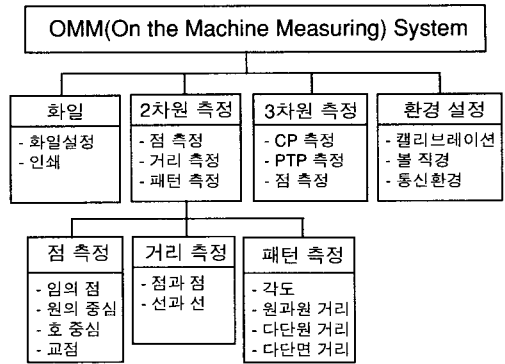 OMM(On the Machine Measuring) System
화일
- 화일설정
- 인쇄
2차원 측정
- 점 측정
- 거리 측정
- 패턴 측정
3차원 측정
- CP 측정
- PTP 측정
- 점 측정
환경 설정
- 캘리브레이션
- 볼 직경
- 통신환경
점 측정
- 임의 점
- 원의 중심
- 호 중심
- 교점
거리 측정
- 점과 점
- 선과 선
패턴 측정
- 각도
- 원과원 거리
- 다단원 거리
- 다단면 거리